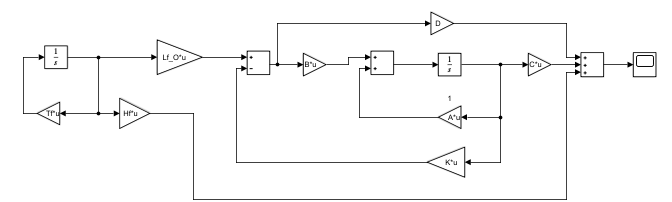 D
1
s
Lf_O*u
+
−
B*u
+
+
1
s
C*u
+
+
+
1
Tf*u
Hf*u
A*u
K*u